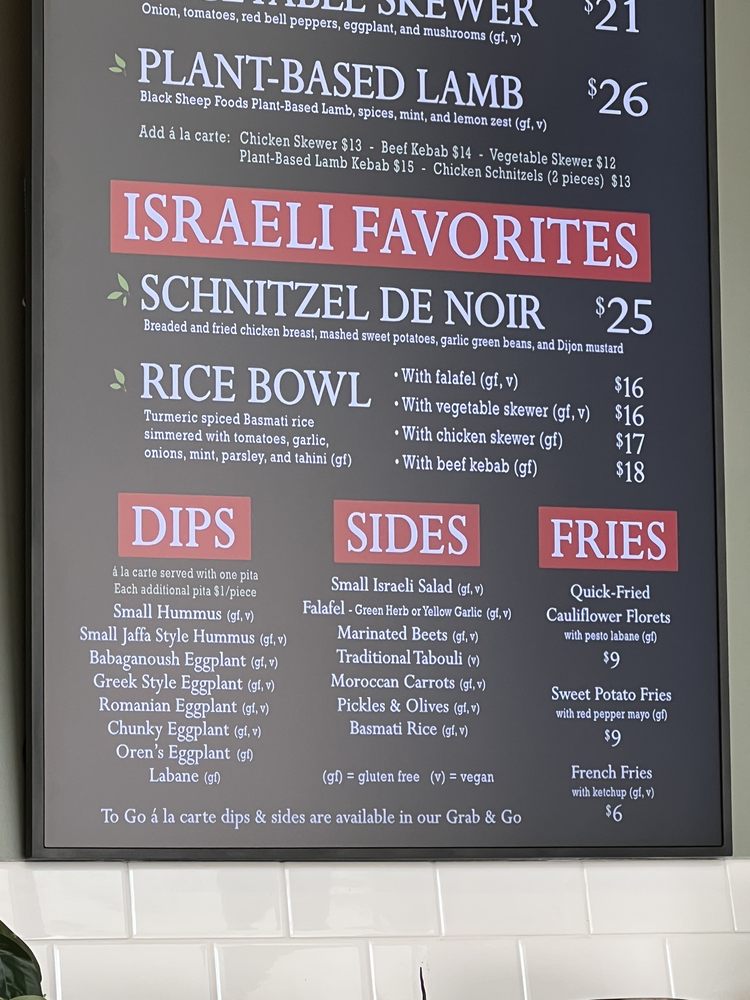 SKEWER $21
Onion, tomatoes, red bell peppers, eggplant, and mushrooms (gf, v)
PLANT-BASED LAMB $26
Black Sheep Foods Plant-Based Lamb, spices, mint, and lemon zest (gf, v)
Add á la carte: Chicken Skewer $13 - Beef Kebab $14 - Vegetable Skewer $12
Plant-Based Lamb Kebab $15 - Chicken Schnitzels (2 pieces) $13
ISRAELI FAVORITES
SCHNITZEL DE NOIR $25
Breaded and fried chicken breast, mashed sweet potatoes, garlic green beans, and Dijon mustard
RICE BOWL
Turmeric spiced Basmati rice
simmered with tomatoes, garlic,
onions, mint, parsley, and tahini (gf)
• With falafel (gf, v) $16
• With vegetable skewer (gf, v) $16
• With chicken skewer (gf) $17
• With beef kebab (gf) $18
DIPS
á la carte served with one pita
Each additional pita $1/piece
Small Hummus (gf, v)
Small Jaffa Style Hummus (gf, v)
Babaganoush Eggplant (gf, v)
Greek Style Eggplant (gf, v)
Romanian Eggplant (gf, v)
Chunky Eggplant (gf, v)
Oren's Eggplant (gf)
Labane (gf)
SIDES
Small Israeli Salad (gf, v)
Falafel - Green Herb or Yellow Garlic (gf, v)
Marinated Beets (gf, v)
Traditional Tabouli (v)
Moroccan Carrots (gf, v)
Pickles & Olives (gf, v)
Basmati Rice (gf, v)
(gf) = gluten free (v) = vegan
FRIES
Quick-Fried
Cauliflower Florets
with pesto labane (gf)
$9
Sweet Potato Fries
with red pepper mayo (gf)
$9
French Fries
with ketchup (gf, v)
$6
To Go á la carte dips & sides are available in our Grab & Go